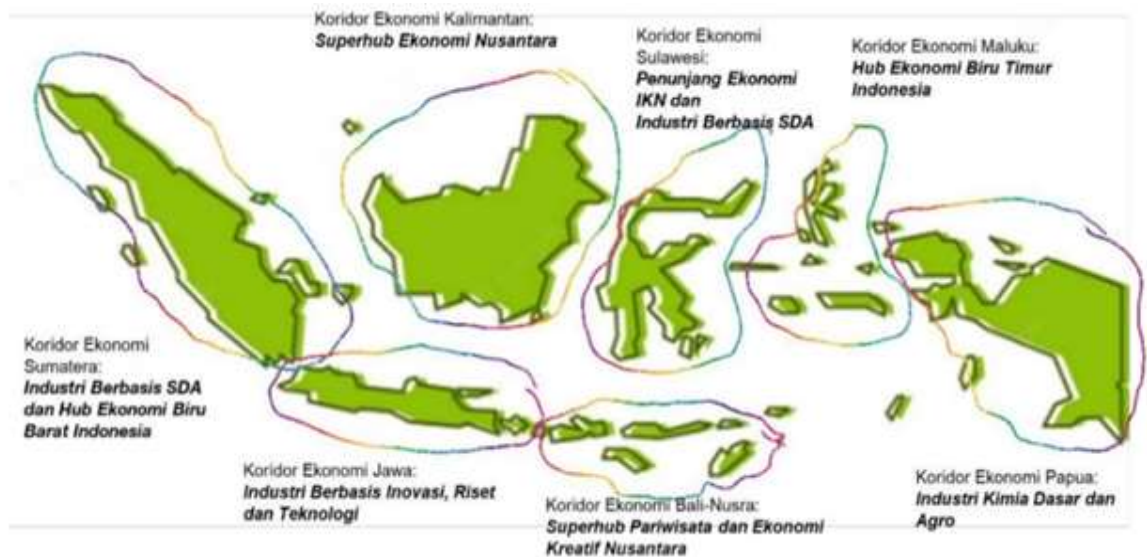 Koridor Ekonomi Kalimantan:
Superhub Ekonomi Nusantara
Koridor Ekonomi
Sulawesi:
Penunjang Ekonomi
IKN dan
Industri Berbasis SDA
Koridor Ekonomi Maluku:
Hub Ekonomi Biru Timur
Indonesia
Koridor Ekonomi
Sumatera:
Industri Berbasis SDA
dan Hub Ekonomi Biru
Barat Indonesia
Koridor Ekonomi Jawa:
Industri Berbasis Inovasi, Riset
dan Teknologi
Koridor Ekonomi Bali-Nusra:
Superhub Pariwisata dan Ekonomi
Kreatif Nusantara
Koridor Ekonomi Papua:
Industri Kimia Dasar dan
Agro